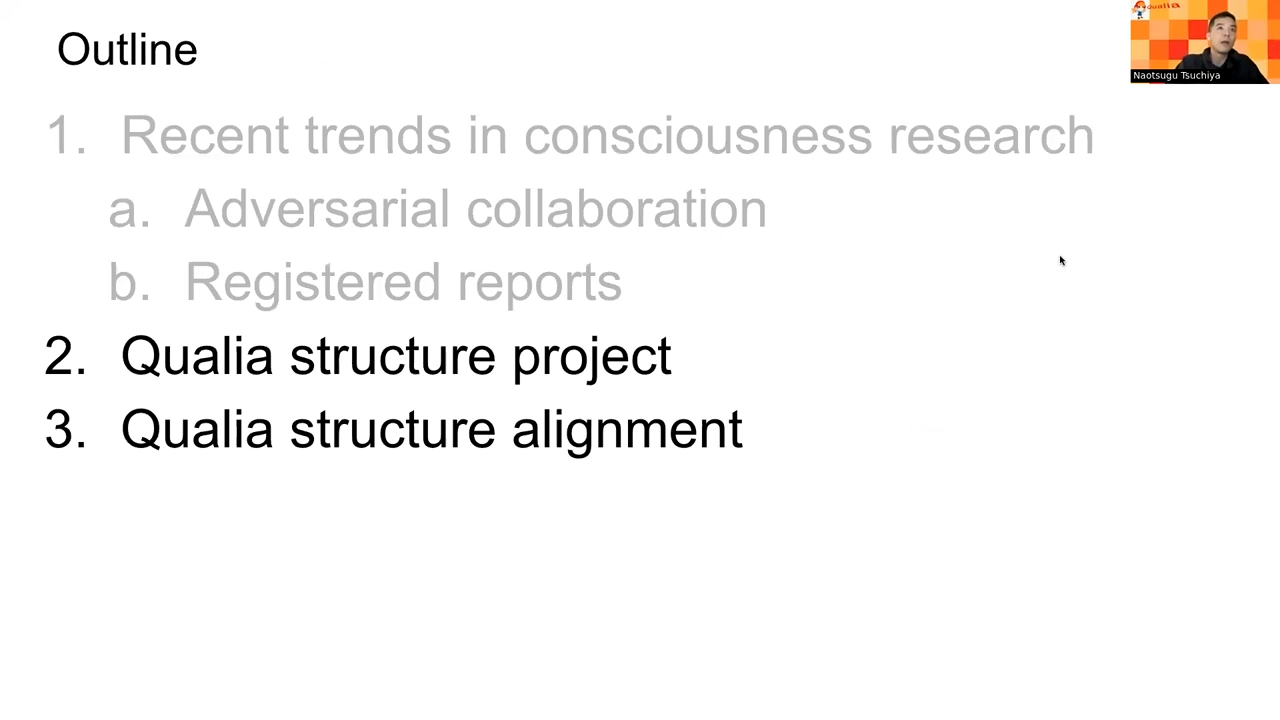 Outline
Qualia
Naotsugu Tsuchiya
1. Recent trends in consciousness research
a. Adversarial collaboration
b. Registered reports
2. Qualia structure project
3. Qualia structure alignment